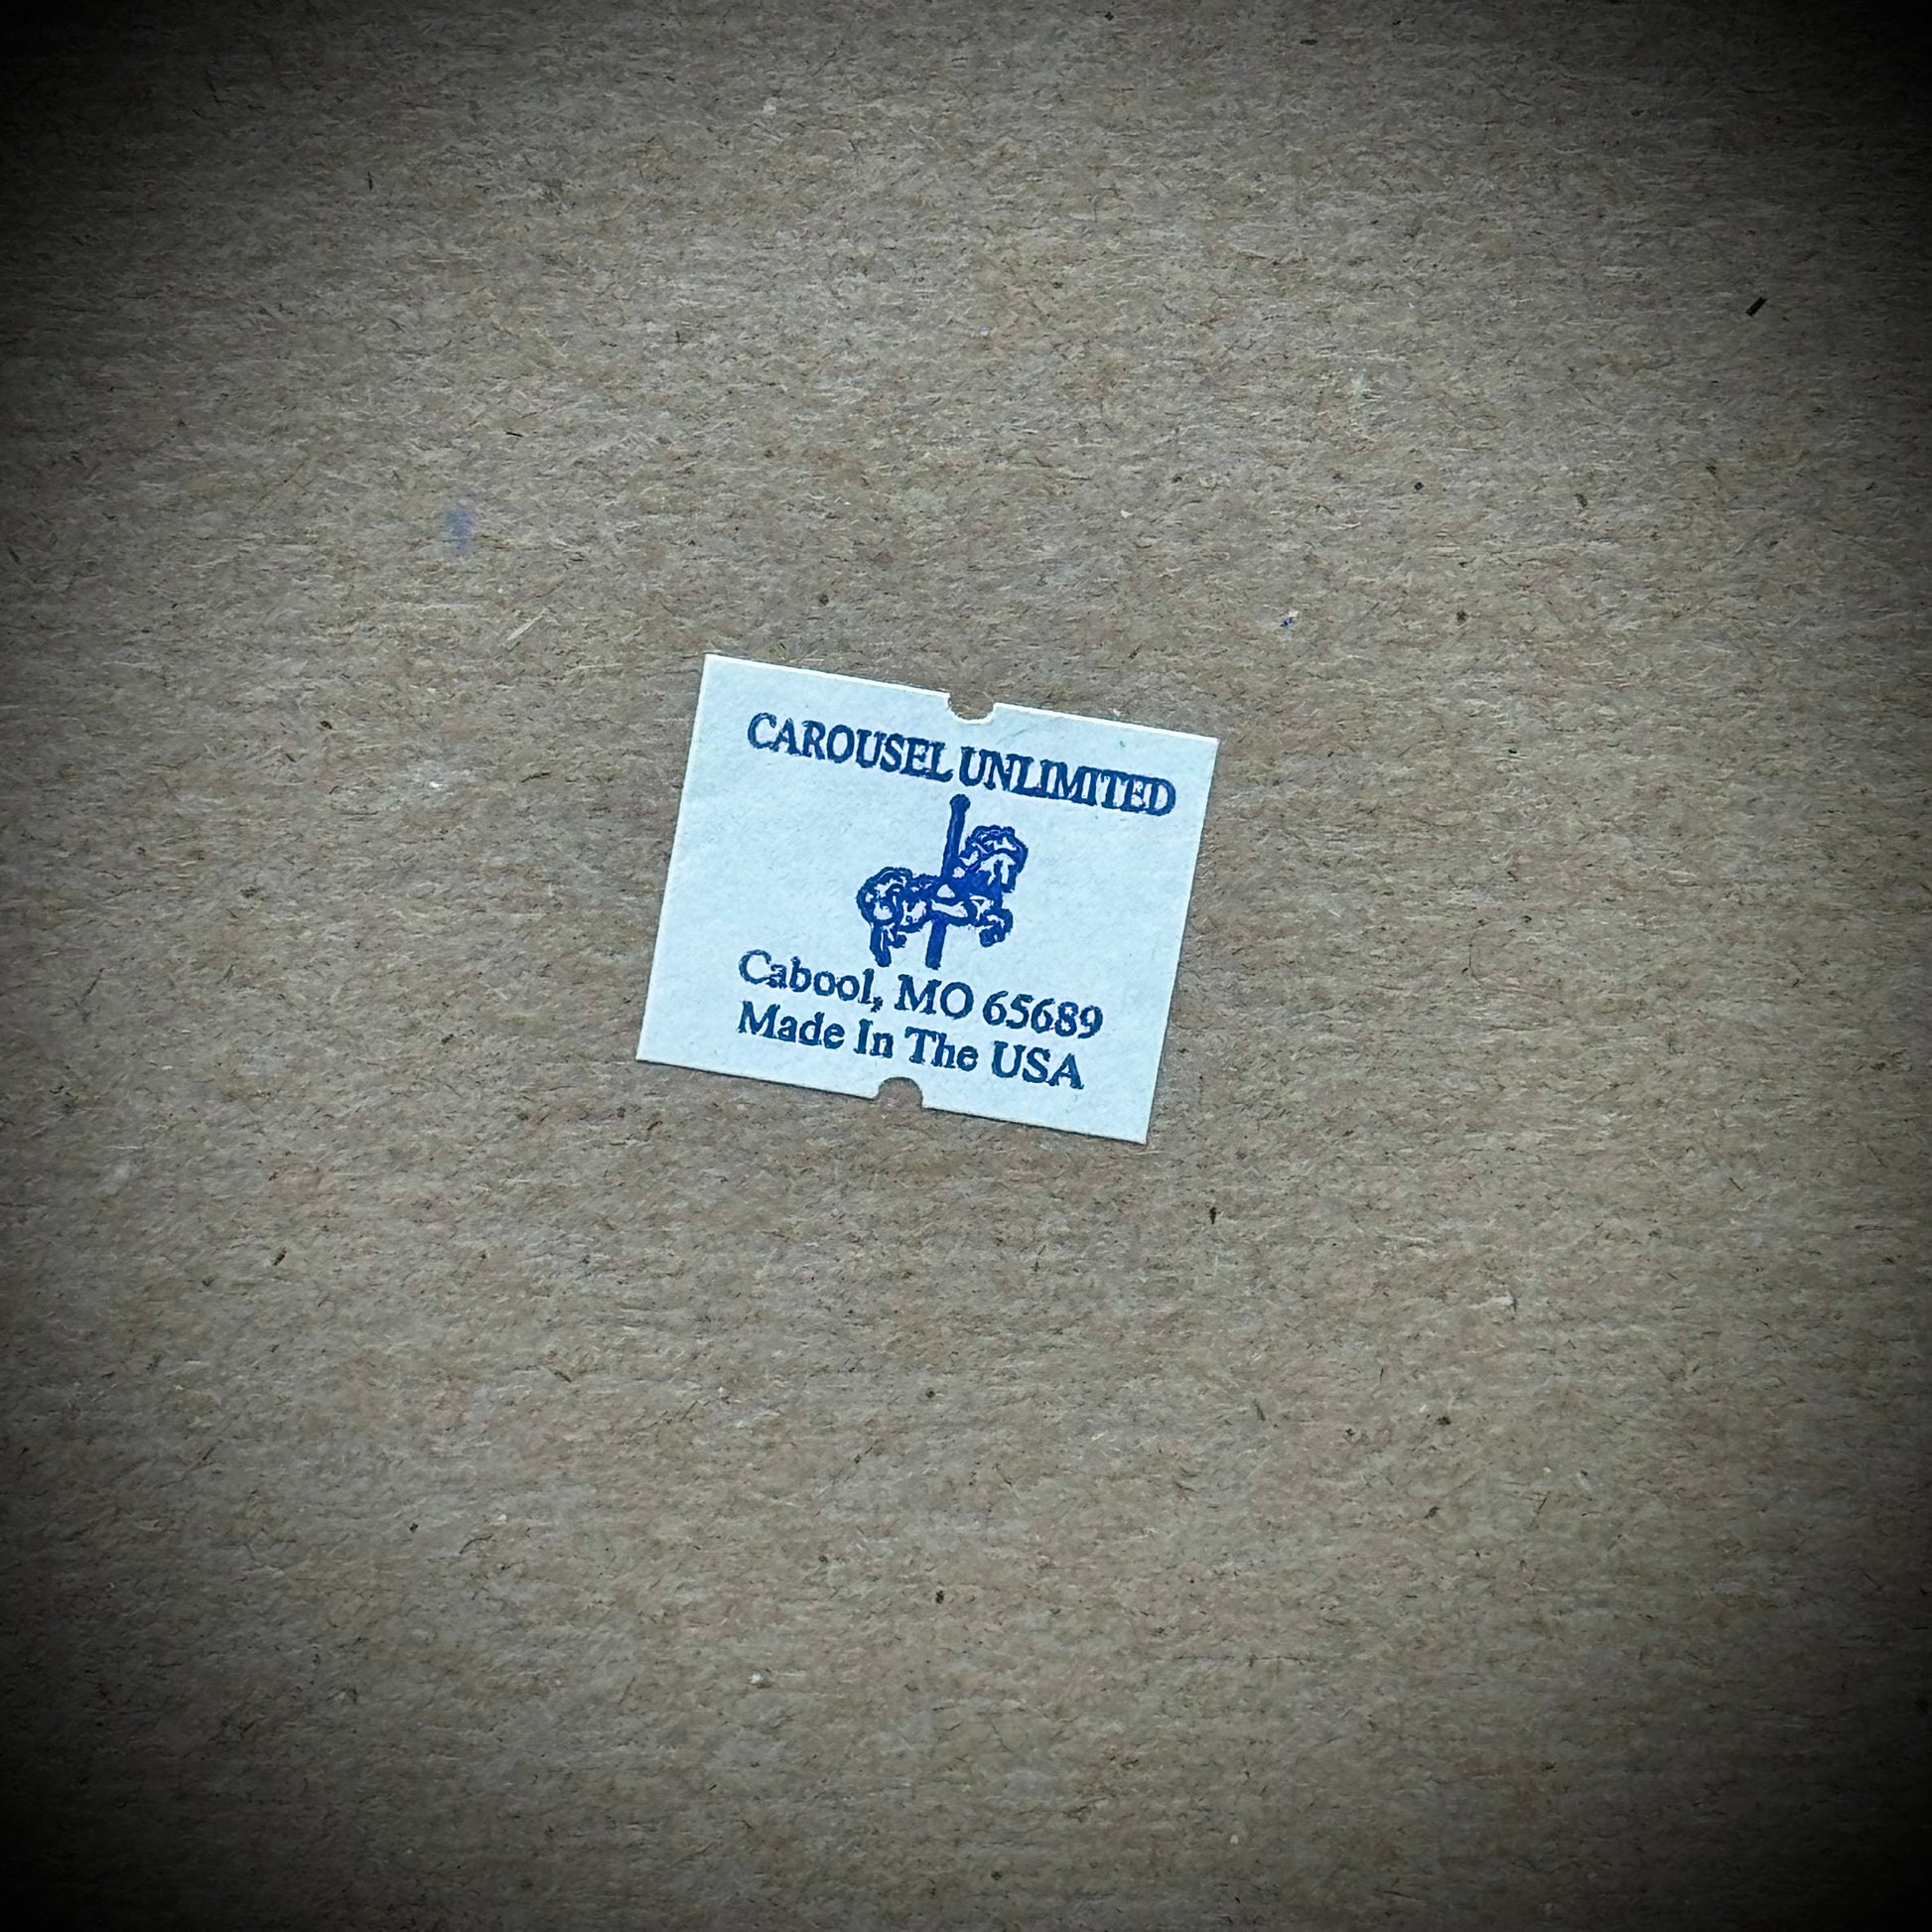 CAROUSEL UNLIMITED
Cabool, MO 65689
Made In The USA